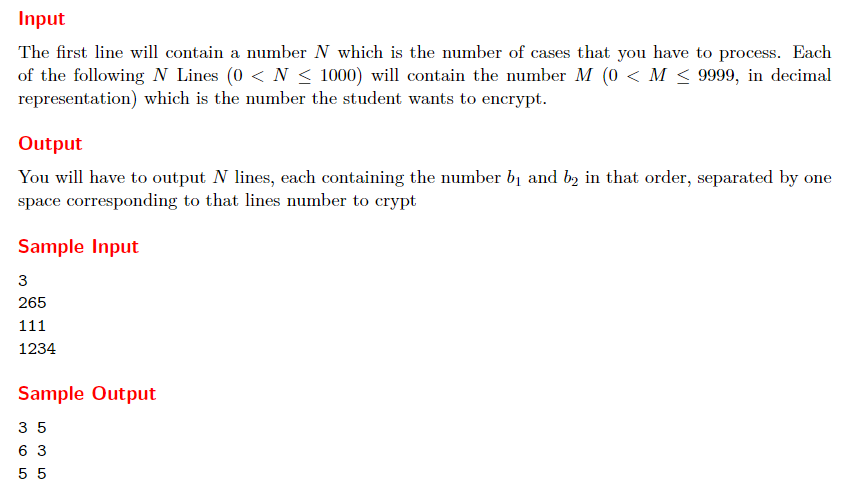 Input
The first line will contain a number N which is the number of cases that you have to process. Each
of the following N Lines (0 < N ≤ 1000) will contain the number M (0 < M ≤ 9999, in decimal
representation) which is the number the student wants to encrypt.
Output
You will have to output N lines, each containing the number b₁ and b₂ in that order, separated by one
space corresponding to that lines number to crypt
Sample Input
3
265
111
1234
Sample Output
3 5
6 3
5 5